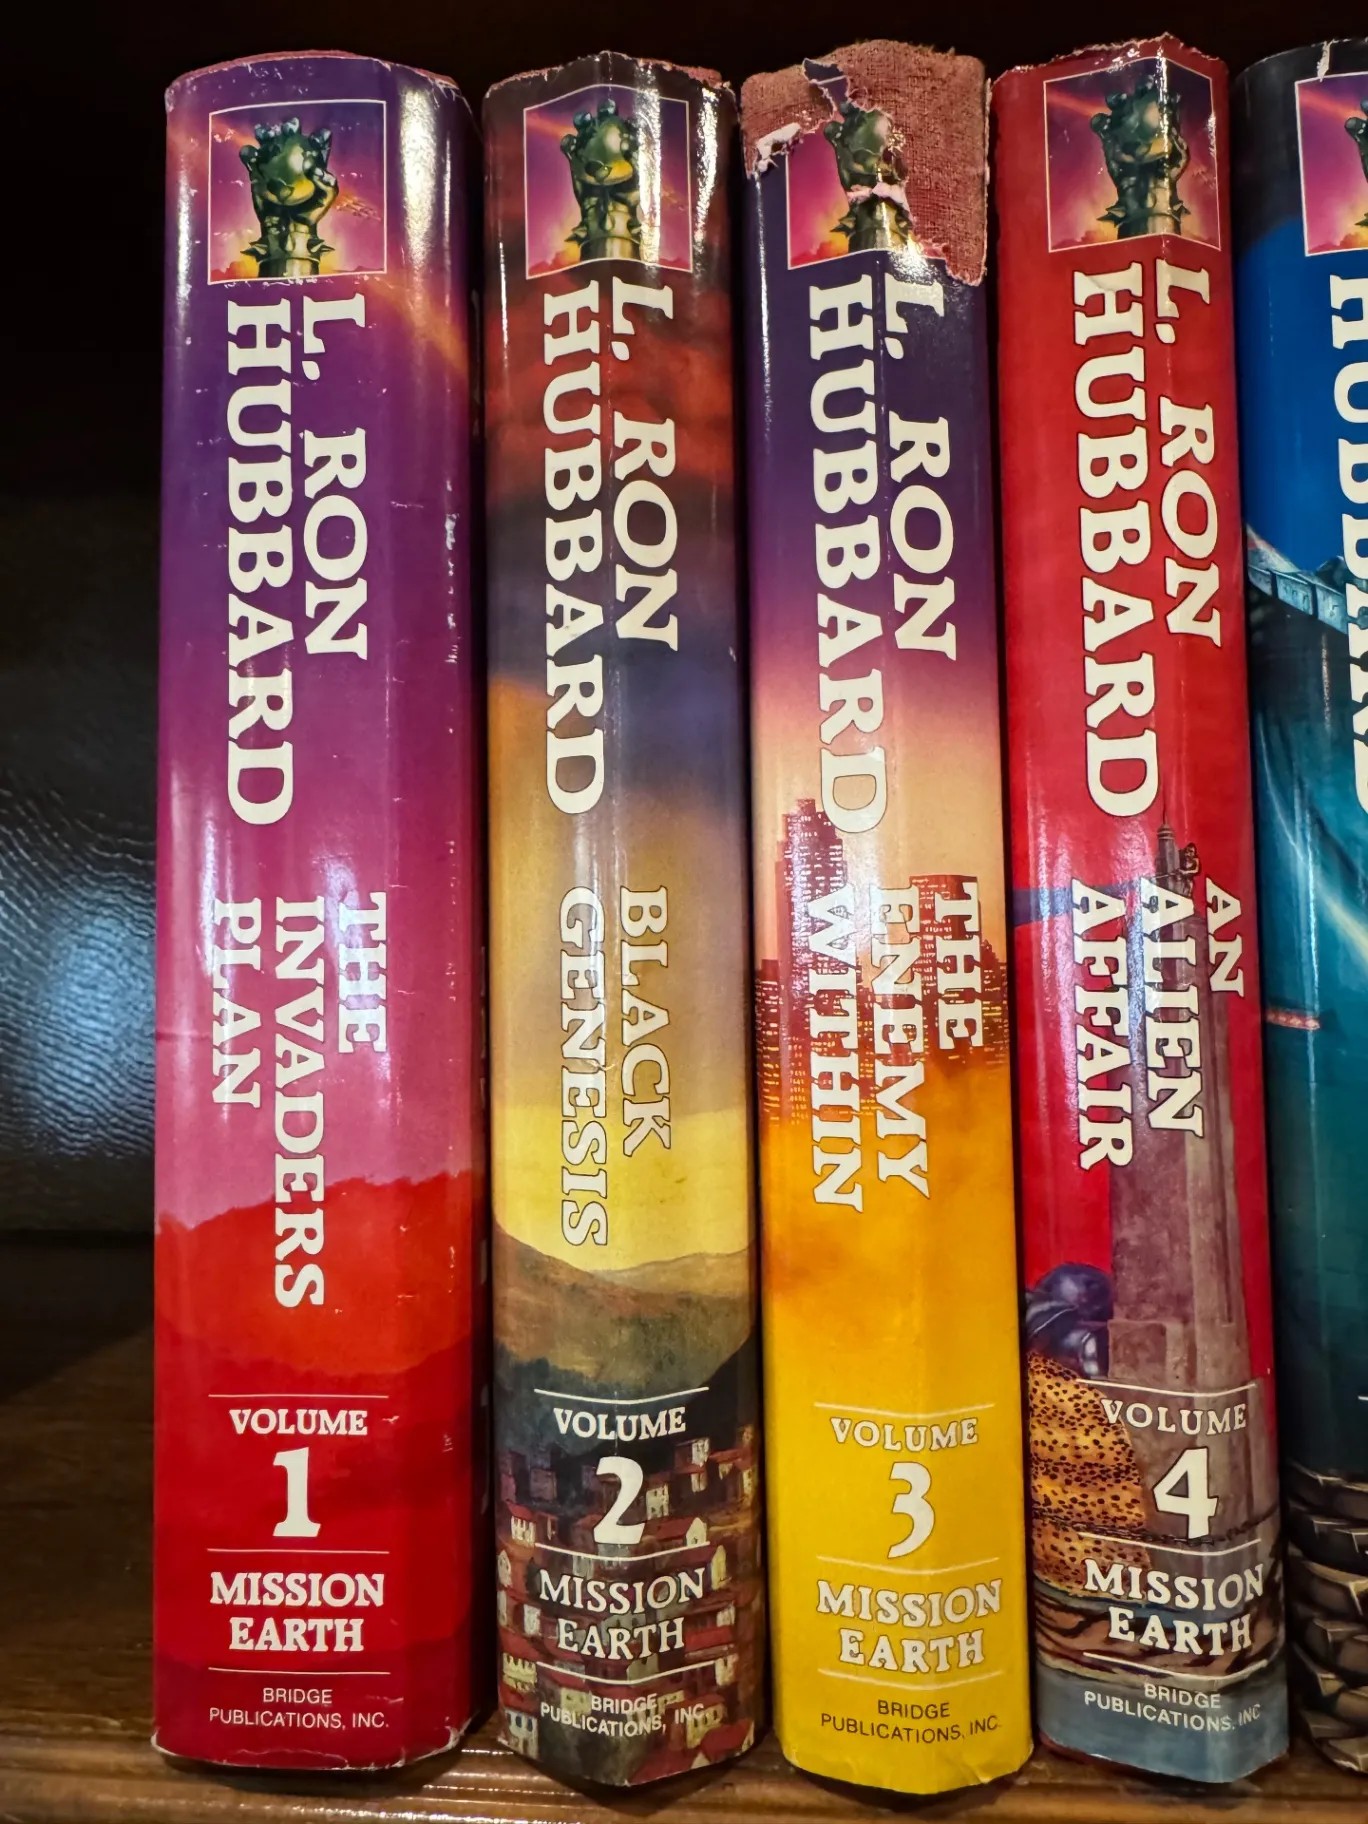 L. RON
HUBBARD
THE
INVADERS
PLAN
VOLUME
1
MISSION
EARTH
BRIDGE
PUBLICATIONS, INC.
L. RON
HUBBARD
BLACK
GENESIS
VOLUME
2
MISSION
EARTH
BRIDGE
PUBLICATIONS, INC.
L. RON
HUBBARD
THE
ENEMY
WITHIN
VOLUME
3
MISSION
EARTH
BRIDGE
PUBLICATIONS, INC.
L. RON
HUBBARD
AN
ALIEN
AFFAIR
VOLUME
4
MISSION
EARTH
BRIDGE
PUBLICATIONS, INC
HUBBARD